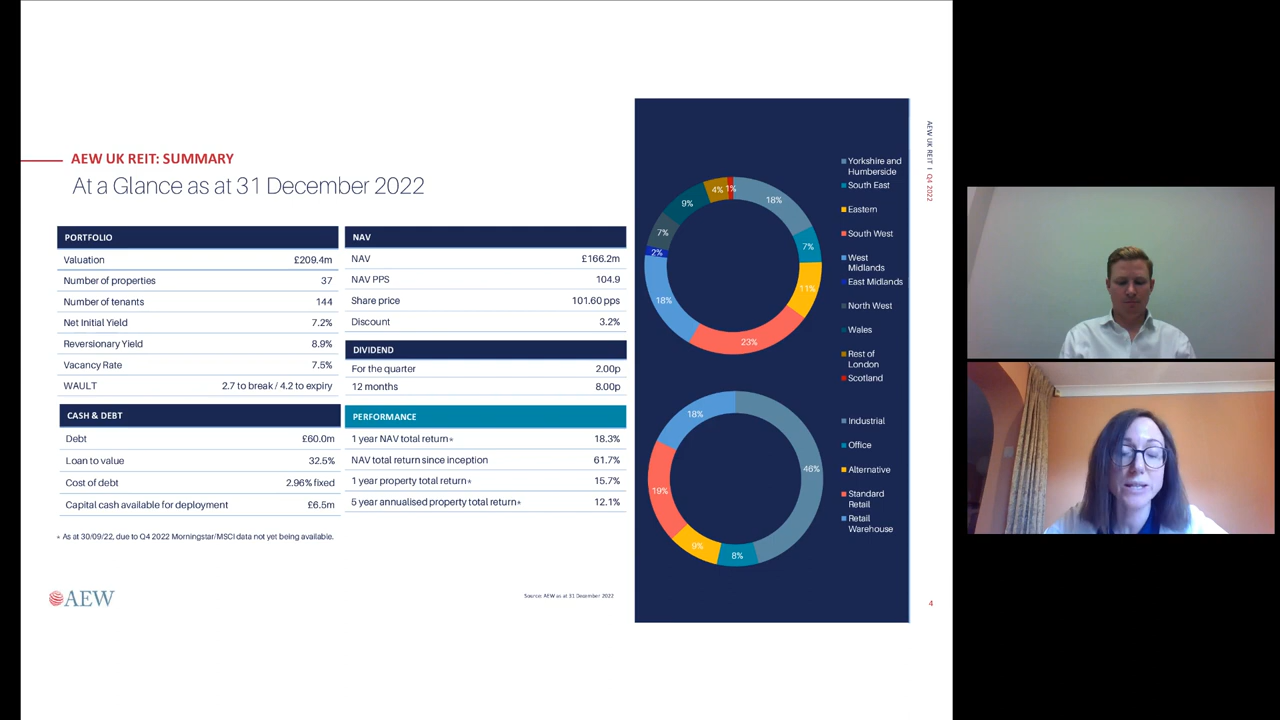 AEW UK REIT: SUMMARY
At a Glance as at 31 December 2022
PORTFOLIO
Valuation £209.4m
Number of properties 37
Number of tenants 144
Net Initial Yield 7.2%
Reversionary Yield 8.9%
Vacancy Rate 7.5%
WAULT 2.7 to break / 4.2 to expiry
CASH & DEBT
Debt £60.0m
Loan to value 32.5%
Cost of debt 2.96% fixed
Capital cash available for deployment £6.5m
NAV
NAV £166.2m
NAV PPS 104.9
Share price 101.60 pps
Discount 3.2%
DIVIDEND
For the quarter 2.00p
12 months 8.00p
PERFORMANCE
1 year NAV total return* 18.3%
NAV total return since inception 61.7%
1 year property total return* 15.7%
5 year annualised property total return* 12.1%
* As at 30/09/22, due to Q4 2022 Morningstar/MSCI data not yet being available.
AEW
Source: AEW as at 31 December 2022
18%
7%
11%
23%
18%
2%
7%
9%
4%
1%
Yorkshire and
Humberside
South East
Eastern
South West
West
Midlands
East Midlands
North West
Wales
Rest of
London
Scotland
46%
8%
9%
19%
18%
Industrial
Office
Alternative
Standard
Retail
Retail
Warehouse
AEW UK REIT I Q4 2022
4